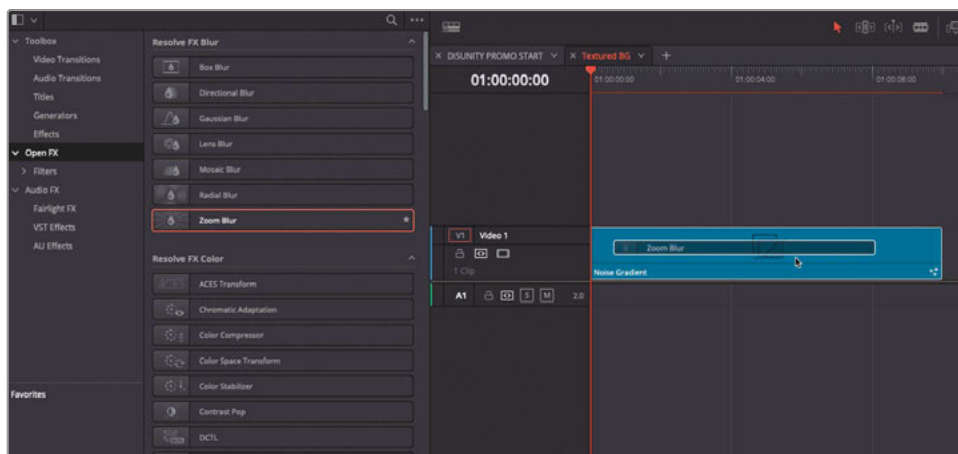 Toolbox
Video Transitions
Audio Transitions
Titles
Generators
Effects
Open FX
Filters
Audio FX
Fairlight FX
VST Effects
AU Effects
Favorites
Resolve FX Blur
Box Blur
Directional Blur
Gaussian Blur
Lens Blur
Mosaic Blur
Radial Blur
Zoom Blur
Resolve FX Color
ACES Transform
Chromatic Adaptation
Color Compressor
Color Space Transform
Color Stabilizer
Contrast Pop
DCTL
DISUNITY PROMO START
Textured BG
01:00:00:00
01:00:00:00
01:00:04:00
01:00:08:00
V1 Video 1
1 Clip
Zoom Blur
Noise Gradient
A1 S M 2.0